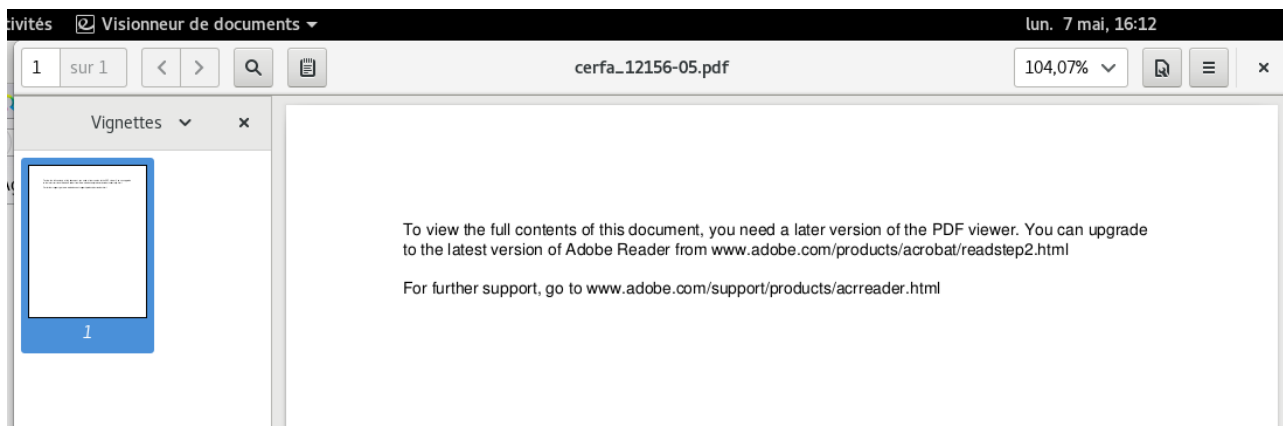 tivités Visionneur de documents lun. 7 mai, 16:12
1 sur 1 cerfa_12156-05.pdf 104,07%
Vignettes
To view the full contents of this document, you need a later version of the PDF viewer. You can upgrade
to the latest version of Adobe Reader from www.adobe.com/products/acrobat/readstep2.html
For further support, go to www.adobe.com/support/products/acrreader.html
1